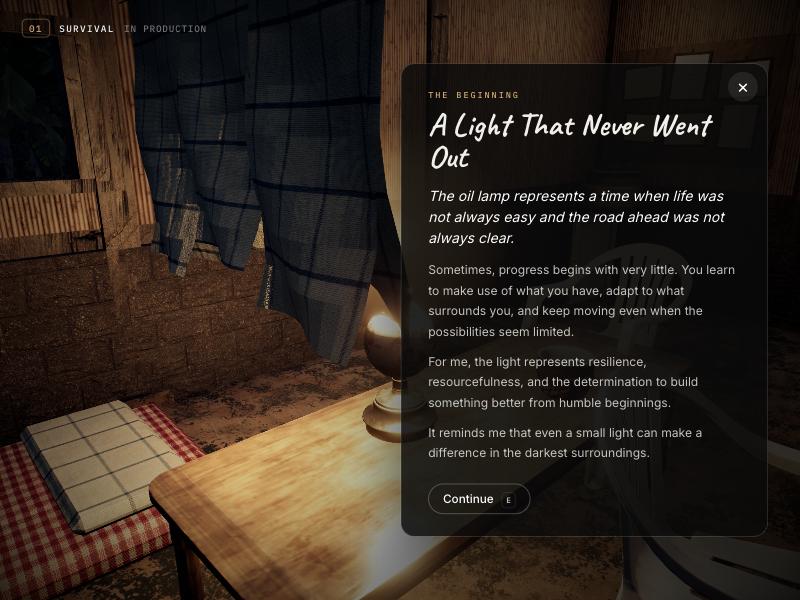 01 SURVIVAL IN PRODUCTION
THE BEGINNING
A Light That Never Went
Out
The oil lamp represents a time when life was
not always easy and the road ahead was not
always clear.
Sometimes, progress begins with very little. You learn
to make use of what you have, adapt to what
surrounds you, and keep moving even when the
possibilities seem limited.
For me, the light represents resilience,
resourcefulness, and the determination to build
something better from humble beginnings.
It reminds me that even a small light can make a
difference in the darkest surroundings.
Continue E